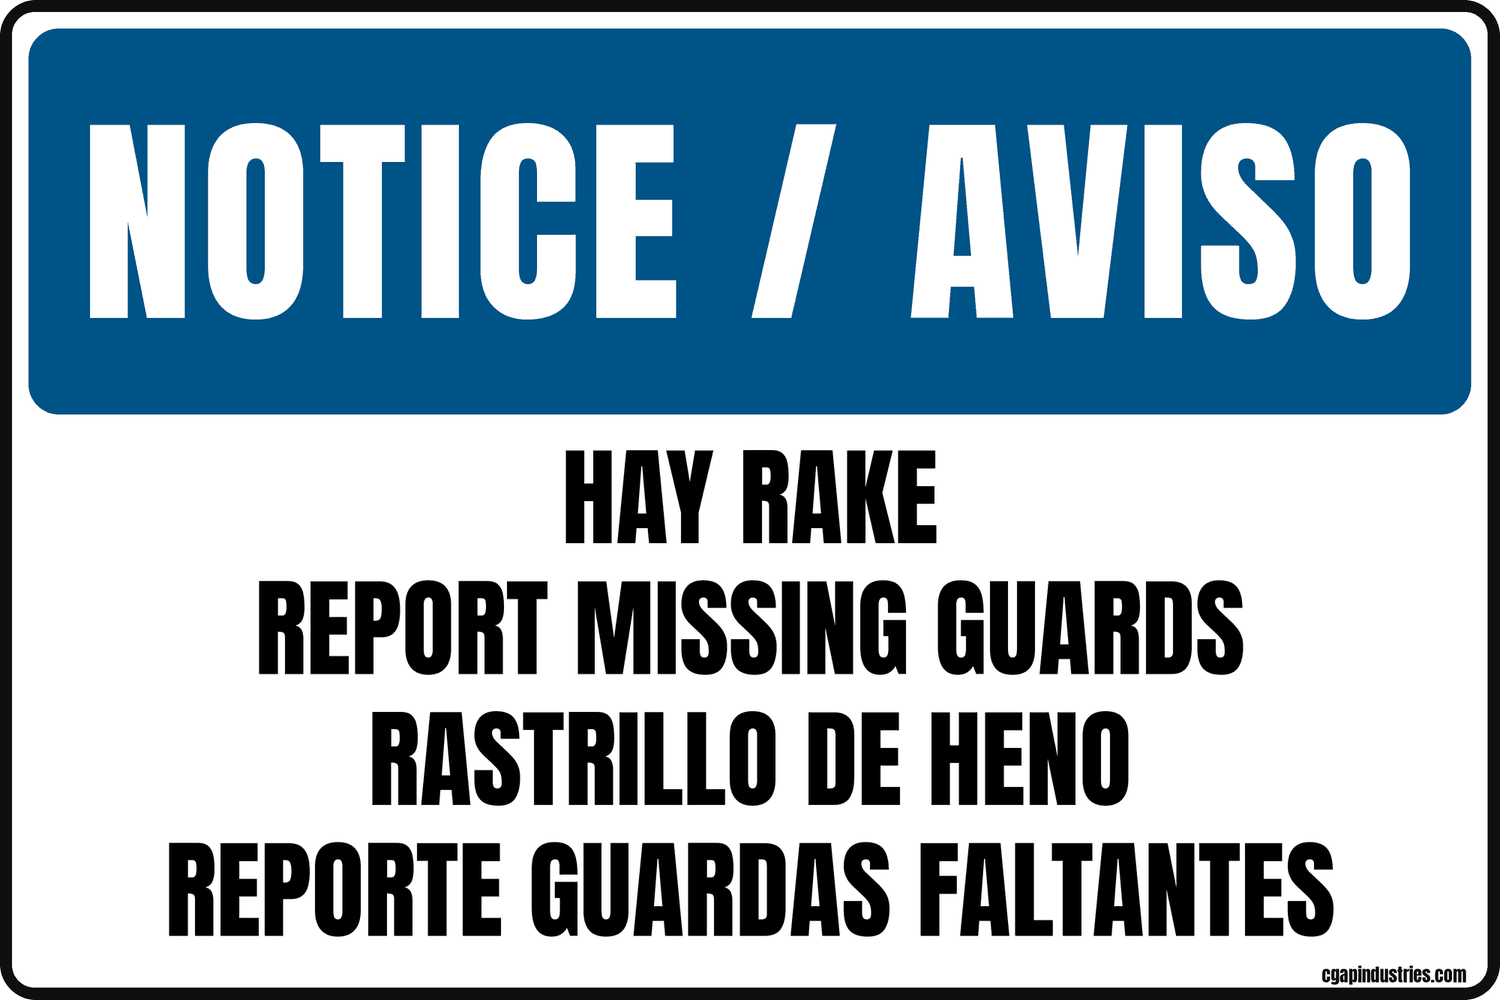 NOTICE / AVISO
HAY RAKE
REPORT MISSING GUARDS
RASTRILLO DE HENO
REPORTE GUARDAS FALTANTES
cgapindustries.com